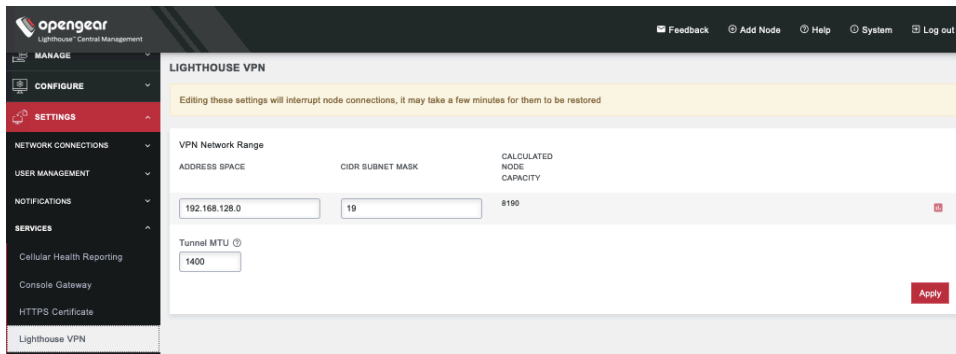 opengear
Lighthouse™ Central Management
Feedback
Add Node
Help
System
Log out
MANAGE
CONFIGURE
SETTINGS
NETWORK CONNECTIONS
USER MANAGEMENT
NOTIFICATIONS
SERVICES
Cellular Health Reporting
Console Gateway
HTTPS Certificate
Lighthouse VPN
LIGHTHOUSE VPN
Editing these settings will interrupt node connections, it may take a few minutes for them to be restored
VPN Network Range
ADDRESS SPACE
CIDR SUBNET MASK
CALCULATED
NODE
CAPACITY
192.168.128.0
19
8190
Tunnel MTU
1400
Apply